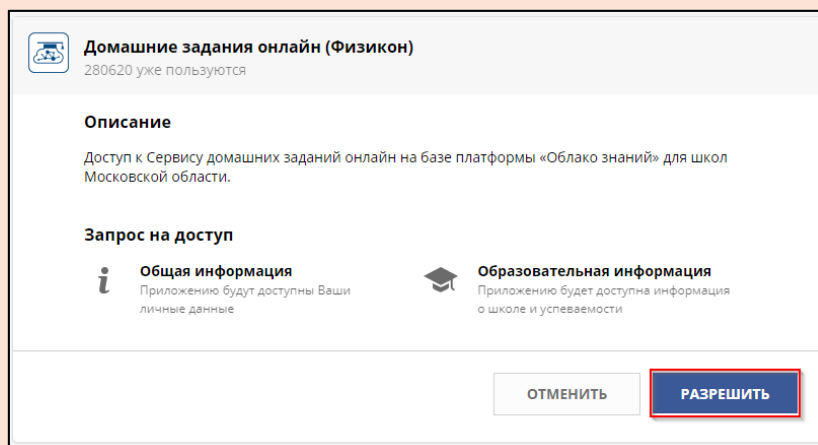 Домашние задания онлайн (Физикон)
280620 уже пользуются
Описание
Доступ к Сервису домашних заданий онлайн на базе платформы «Облако знаний» для школ
Московской области.
Запрос на доступ
Общая информация
Приложению будут доступны Ваши
личные данные
Образовательная информация
Приложению будет доступна информация
о школе и успеваемости
ОТМЕНИТЬ
РАЗРЕШИТЬ